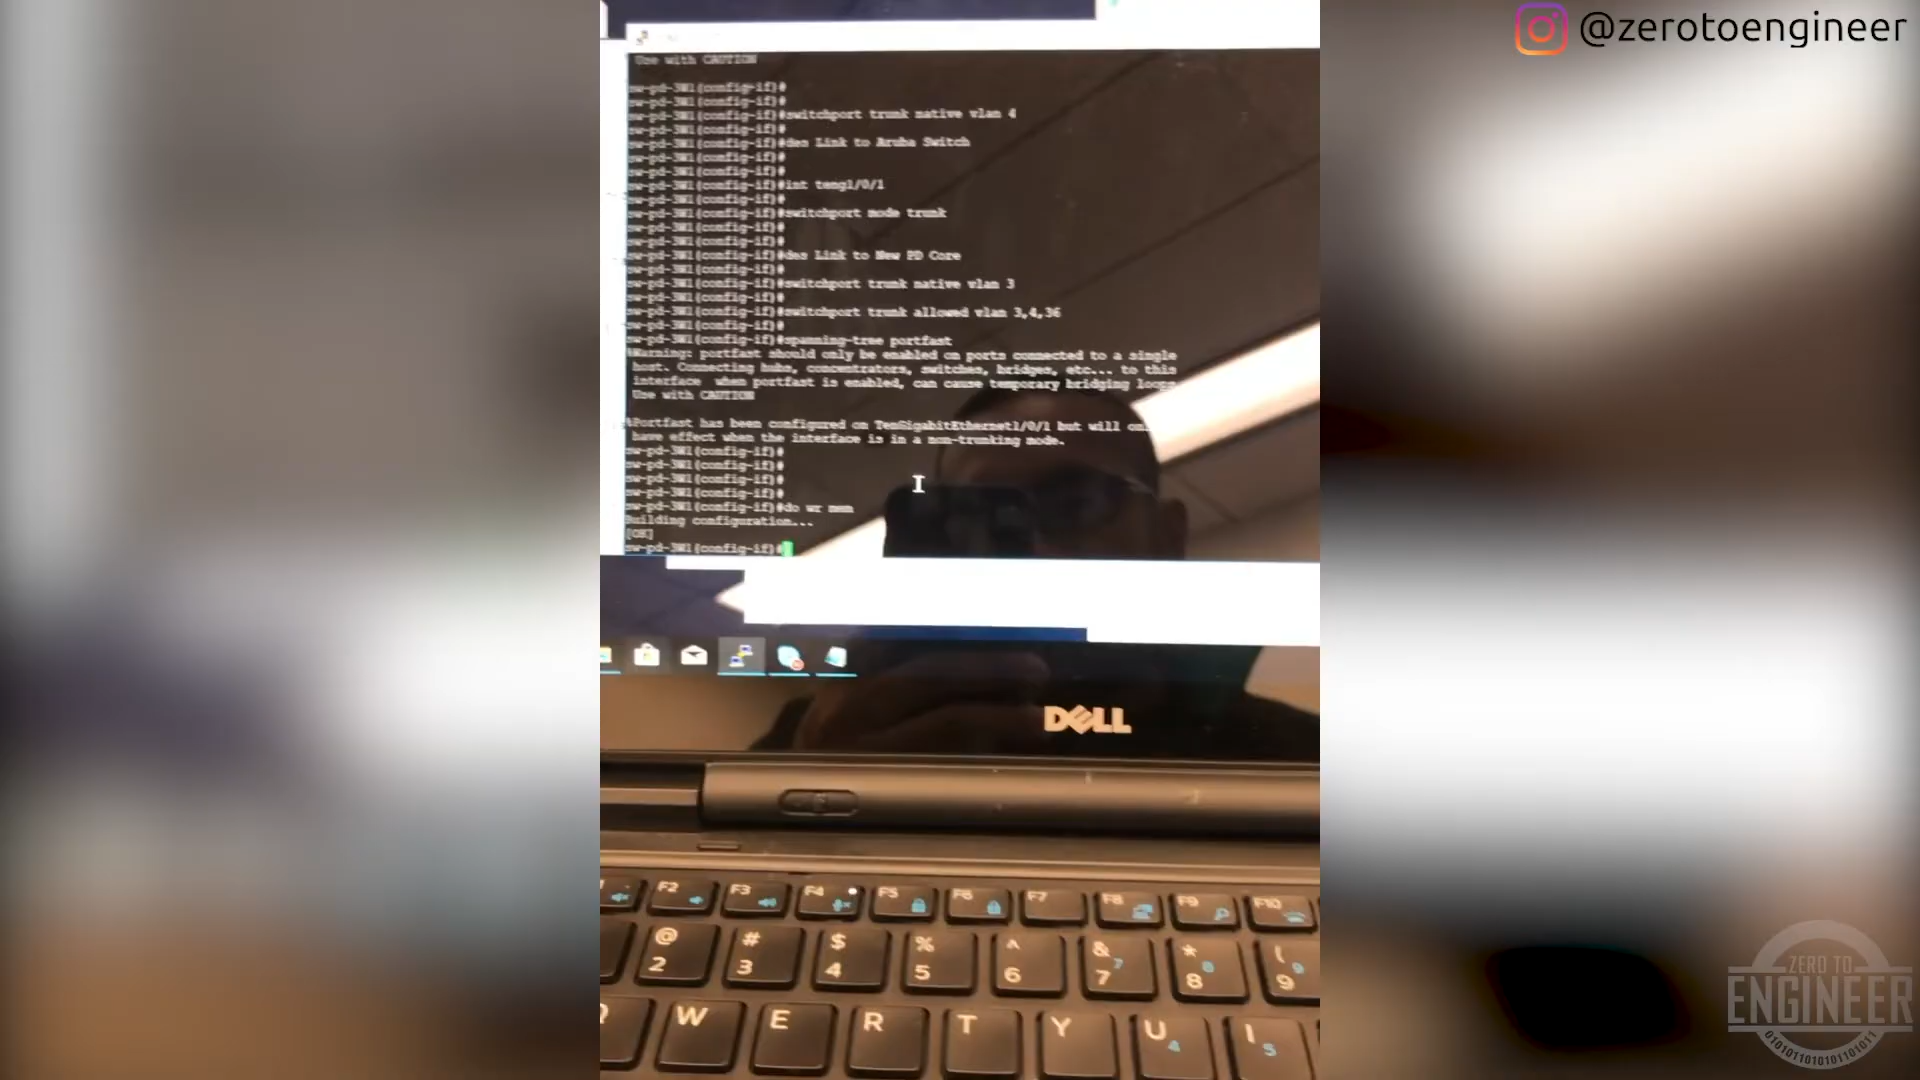 @zerotoengineer
Use with CAUTION
sw-pd-3W1(config-if)#
sw-pd-3W1(config-if)#
sw-pd-3W1(config-if)#switchport trunk native vlan 4
sw-pd-3W1(config-if)#
sw-pd-3W1(config-if)#des Link to Aruba Switch
sw-pd-3W1(config-if)#
sw-pd-3W1(config-if)#
sw-pd-3W1(config-if)#int teng1/0/1
sw-pd-3W1(config-if)#
sw-pd-3W1(config-if)#switchport mode trunk
sw-pd-3W1(config-if)#
sw-pd-3W1(config-if)#
sw-pd-3W1(config-if)#des Link to New PD Core
sw-pd-3W1(config-if)#
sw-pd-3W1(config-if)#switchport trunk native vlan 3
sw-pd-3W1(config-if)#
sw-pd-3W1(config-if)#switchport trunk allowed vlan 3,4,36
sw-pd-3W1(config-if)#
sw-pd-3W1(config-if)#spanning-tree portfast
%Warning: portfast should only be enabled on ports connected to a single
host. Connecting hubs, concentrators, switches, bridges, etc... to this
interface when portfast is enabled, can cause temporary bridging loops
Use with CAUTION
%Portfast has been configured on TenGigabitEthernet1/0/1 but will on
have effect when the interface is in a non-trunking mode.
sw-pd-3W1(config-if)#
sw-pd-3W1(config-if)#
sw-pd-3W1(config-if)#
sw-pd-3W1(config-if)#
sw-pd-3W1(config-if)#do wr mem
Building configuration...
[OK]
sw-pd-3W1(config-if)#
DELL
F2 F3 F4 F5 F6 F7 F8 F9 F10
@ # $ % ^ & * (
2 3 4 5 6 7 8 9
7 8 9
W E R T Y U I
4 5
ZERO TO
ENGINEER